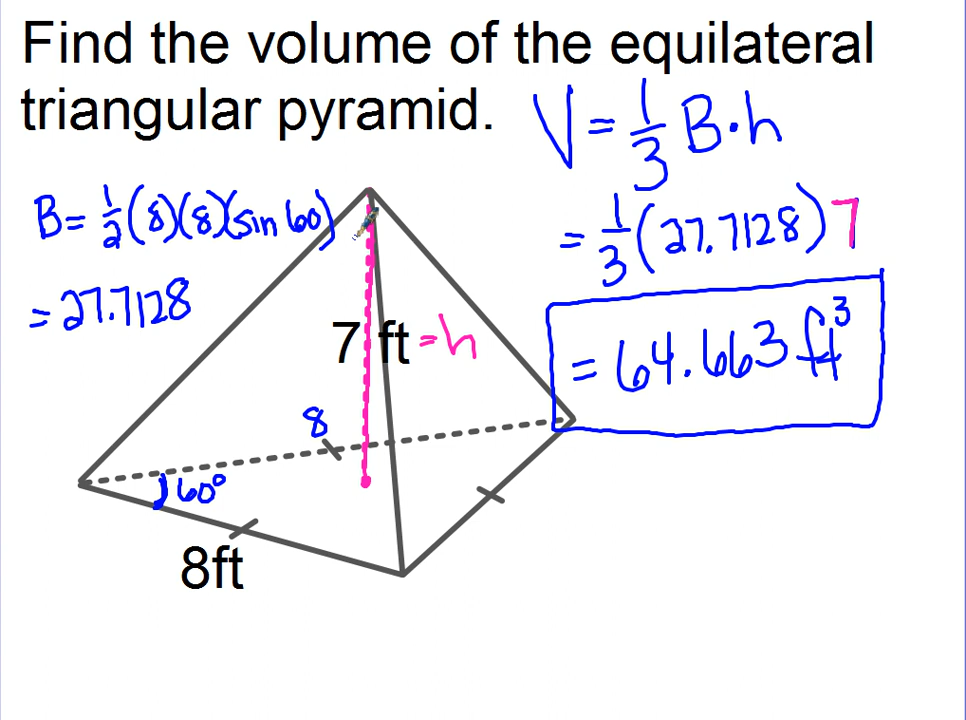 Find the volume of the equilateral
triangular pyramid.
V = 1/3 B·h
B = 1/2 (8)(8)(sin 60)
= 1/3 (27.7128) 7
= 27.7128
7 ft = h
= 64.663 ft³
8
60°
8ft